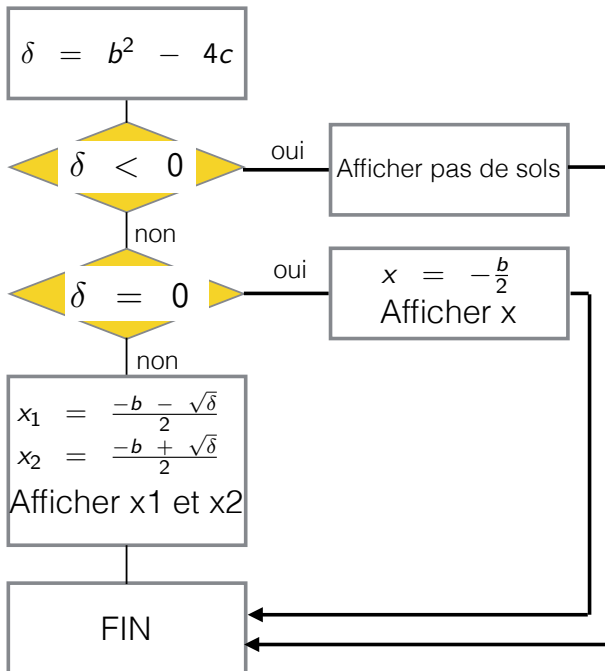 δ = b² − 4c
δ < 0
oui
Afficher pas de sols
non
δ = 0
oui
x = −b/2
Afficher x
non
x₁ = (−b − √δ)/2
x₂ = (−b + √δ)/2
Afficher x1 et x2
FIN